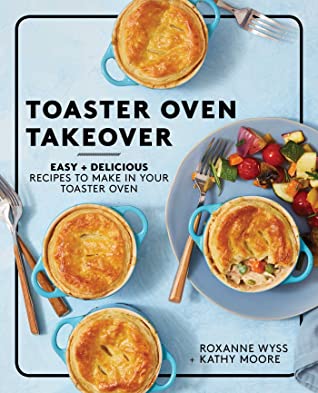 TOASTER OVEN
TAKEOVER
EASY + DELICIOUS
RECIPES TO MAKE IN YOUR
TOASTER OVEN
ROXANNE WYSS
+ KATHY MOORE